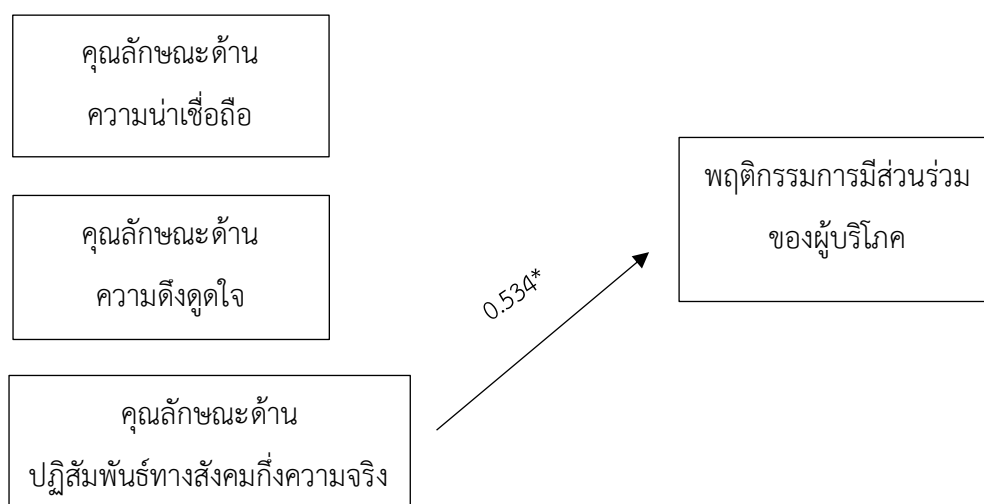 คุณลักษณะด้าน
ความน่าเชื่อถือ
พฤติกรรมการมีส่วนร่วม
ของผู้บริโภค
คุณลักษณะด้าน
ความดึงดูดใจ
0.534*
คุณลักษณะด้าน
ปฏิสัมพันธ์ทางสังคมกึ่งความจริง